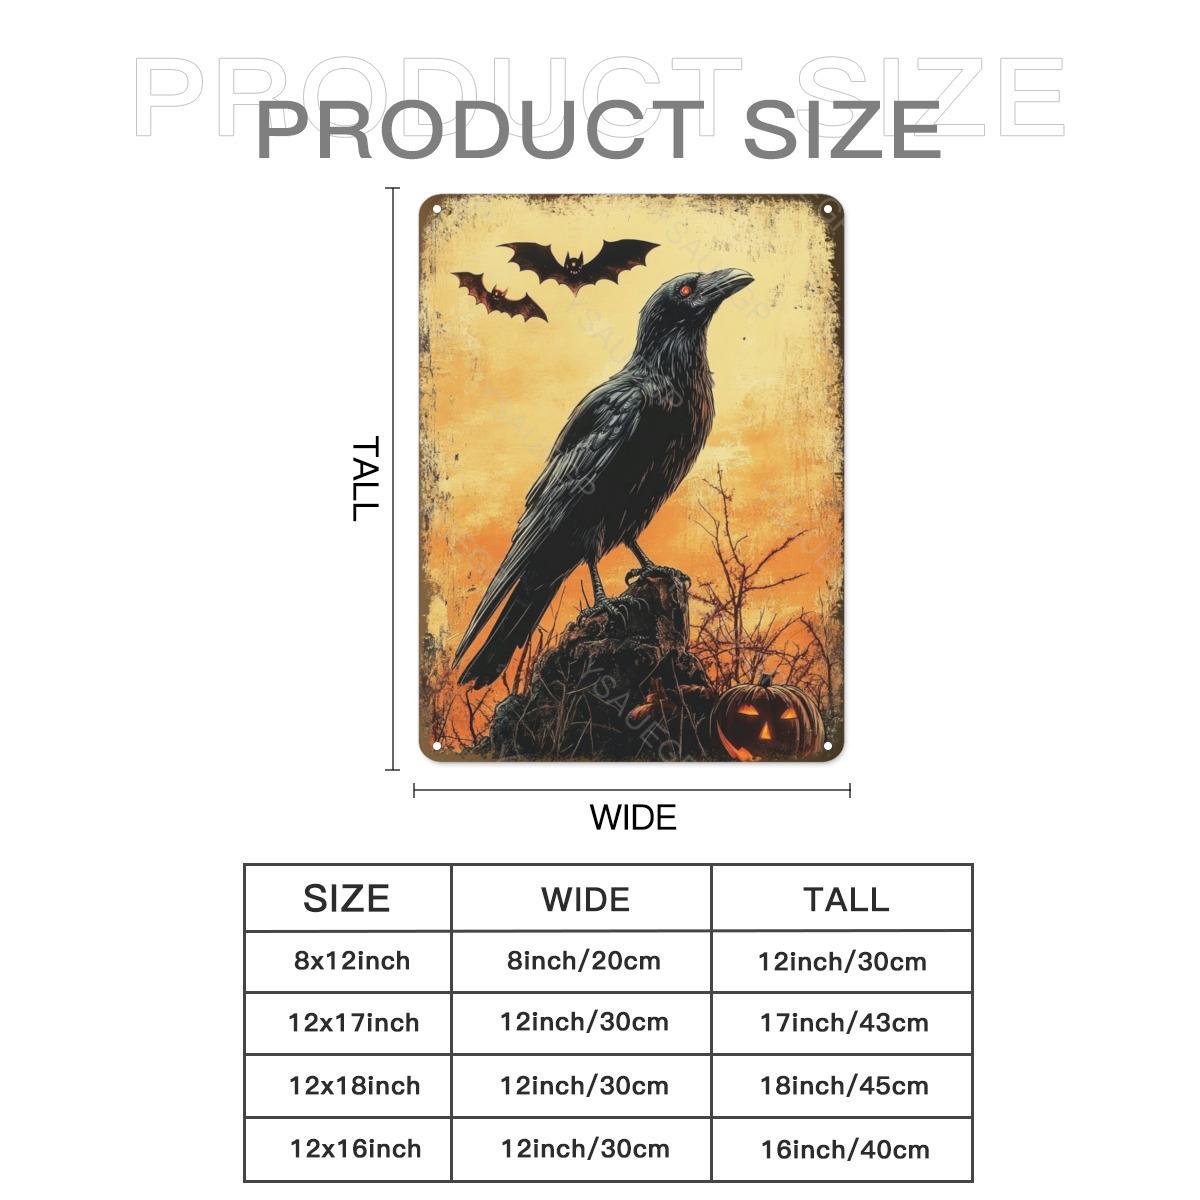 PRODUCT SIZE
PRODUCT SIZE
TALL
WIDE
SIZE WIDE TALL
8x12inch 8inch/20cm 12inch/30cm
12x17inch 12inch/30cm 17inch/43cm
12x18inch 12inch/30cm 18inch/45cm
12x16inch 12inch/30cm 16inch/40cm